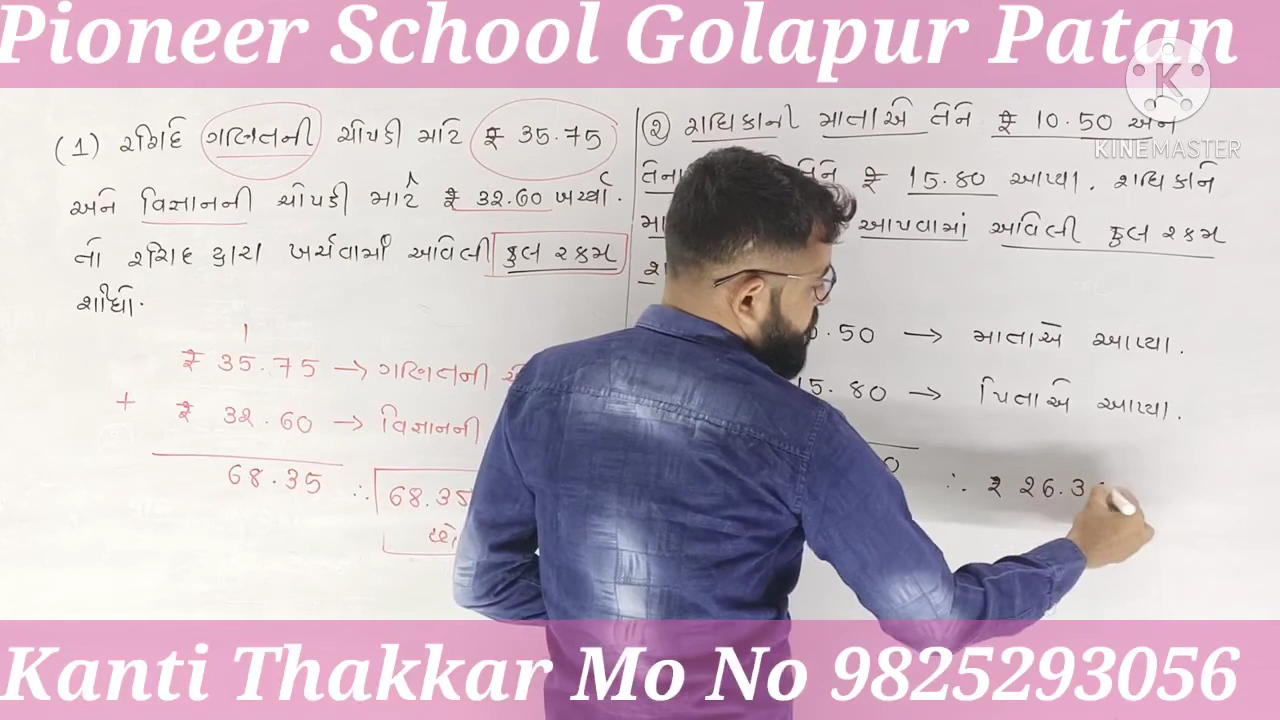 Pioneer School Golapur Patan
K
KINEMASTER
(1) રશિદે ગણિતની ચોપડી માટે ₹ 35.75
અને વિજ્ઞાનની ચોપડી માટે ₹ 32.60 ખર્ચ્યા.
તો રશિદ દ્વારા ખર્ચવામાં આવેલી કુલ રકમ
શોધો.
1
₹ 35.75 → ગણિતની
+ ₹ 32.60 → વિજ્ઞાનની
68.35 ∴ 68.35
② રાધિકાની માતાએ તેને ₹ 10.50 અને
₹ 15.80 આપ્યા. રાધિકાને
આપવામાં આવેલી કુલ રકમ
.50 → માતાએ આપ્યા.
15.80 → પિતાએ આપ્યા.
∴ ₹ 26.3
Kanti Thakkar Mo No 9825293056